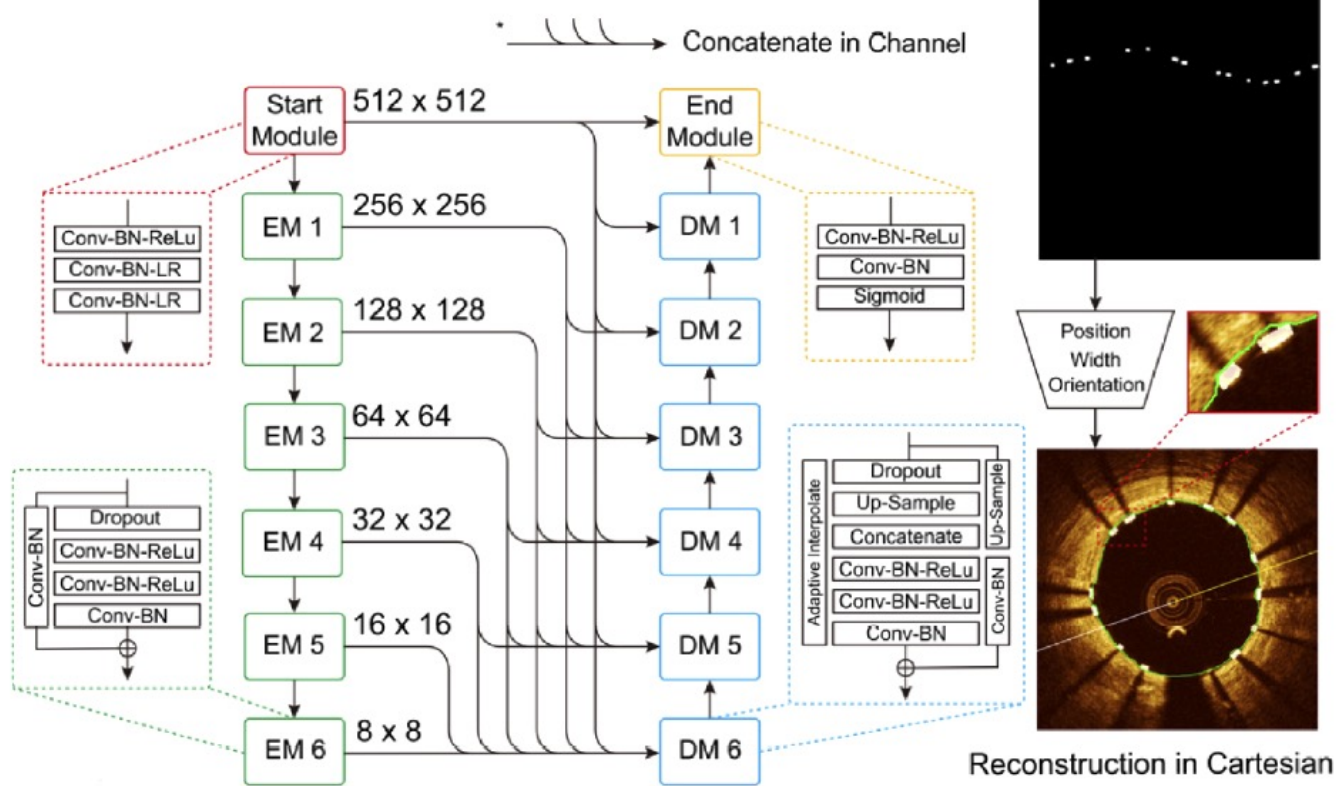 *
Concatenate in Channel
Start
Module
512 x 512
End
Module
EM 1
256 x 256
DM 1
EM 2
128 x 128
DM 2
EM 3
64 x 64
DM 3
EM 4
32 x 32
DM 4
EM 5
16 x 16
DM 5
EM 6
8 x 8
DM 6
Conv-BN-ReLu
Conv-BN-LR
Conv-BN-LR
Conv-BN
Dropout
Conv-BN-ReLu
Conv-BN-ReLu
Conv-BN
Conv-BN-ReLu
Conv-BN
Sigmoid
Adaptive Interpolate
Dropout
Up-Sample
Concatenate
Conv-BN-ReLu
Conv-BN-ReLu
Conv-BN
Up-Sample
Conv-BN
Position
Width
Orientation
Reconstruction in Cartesian